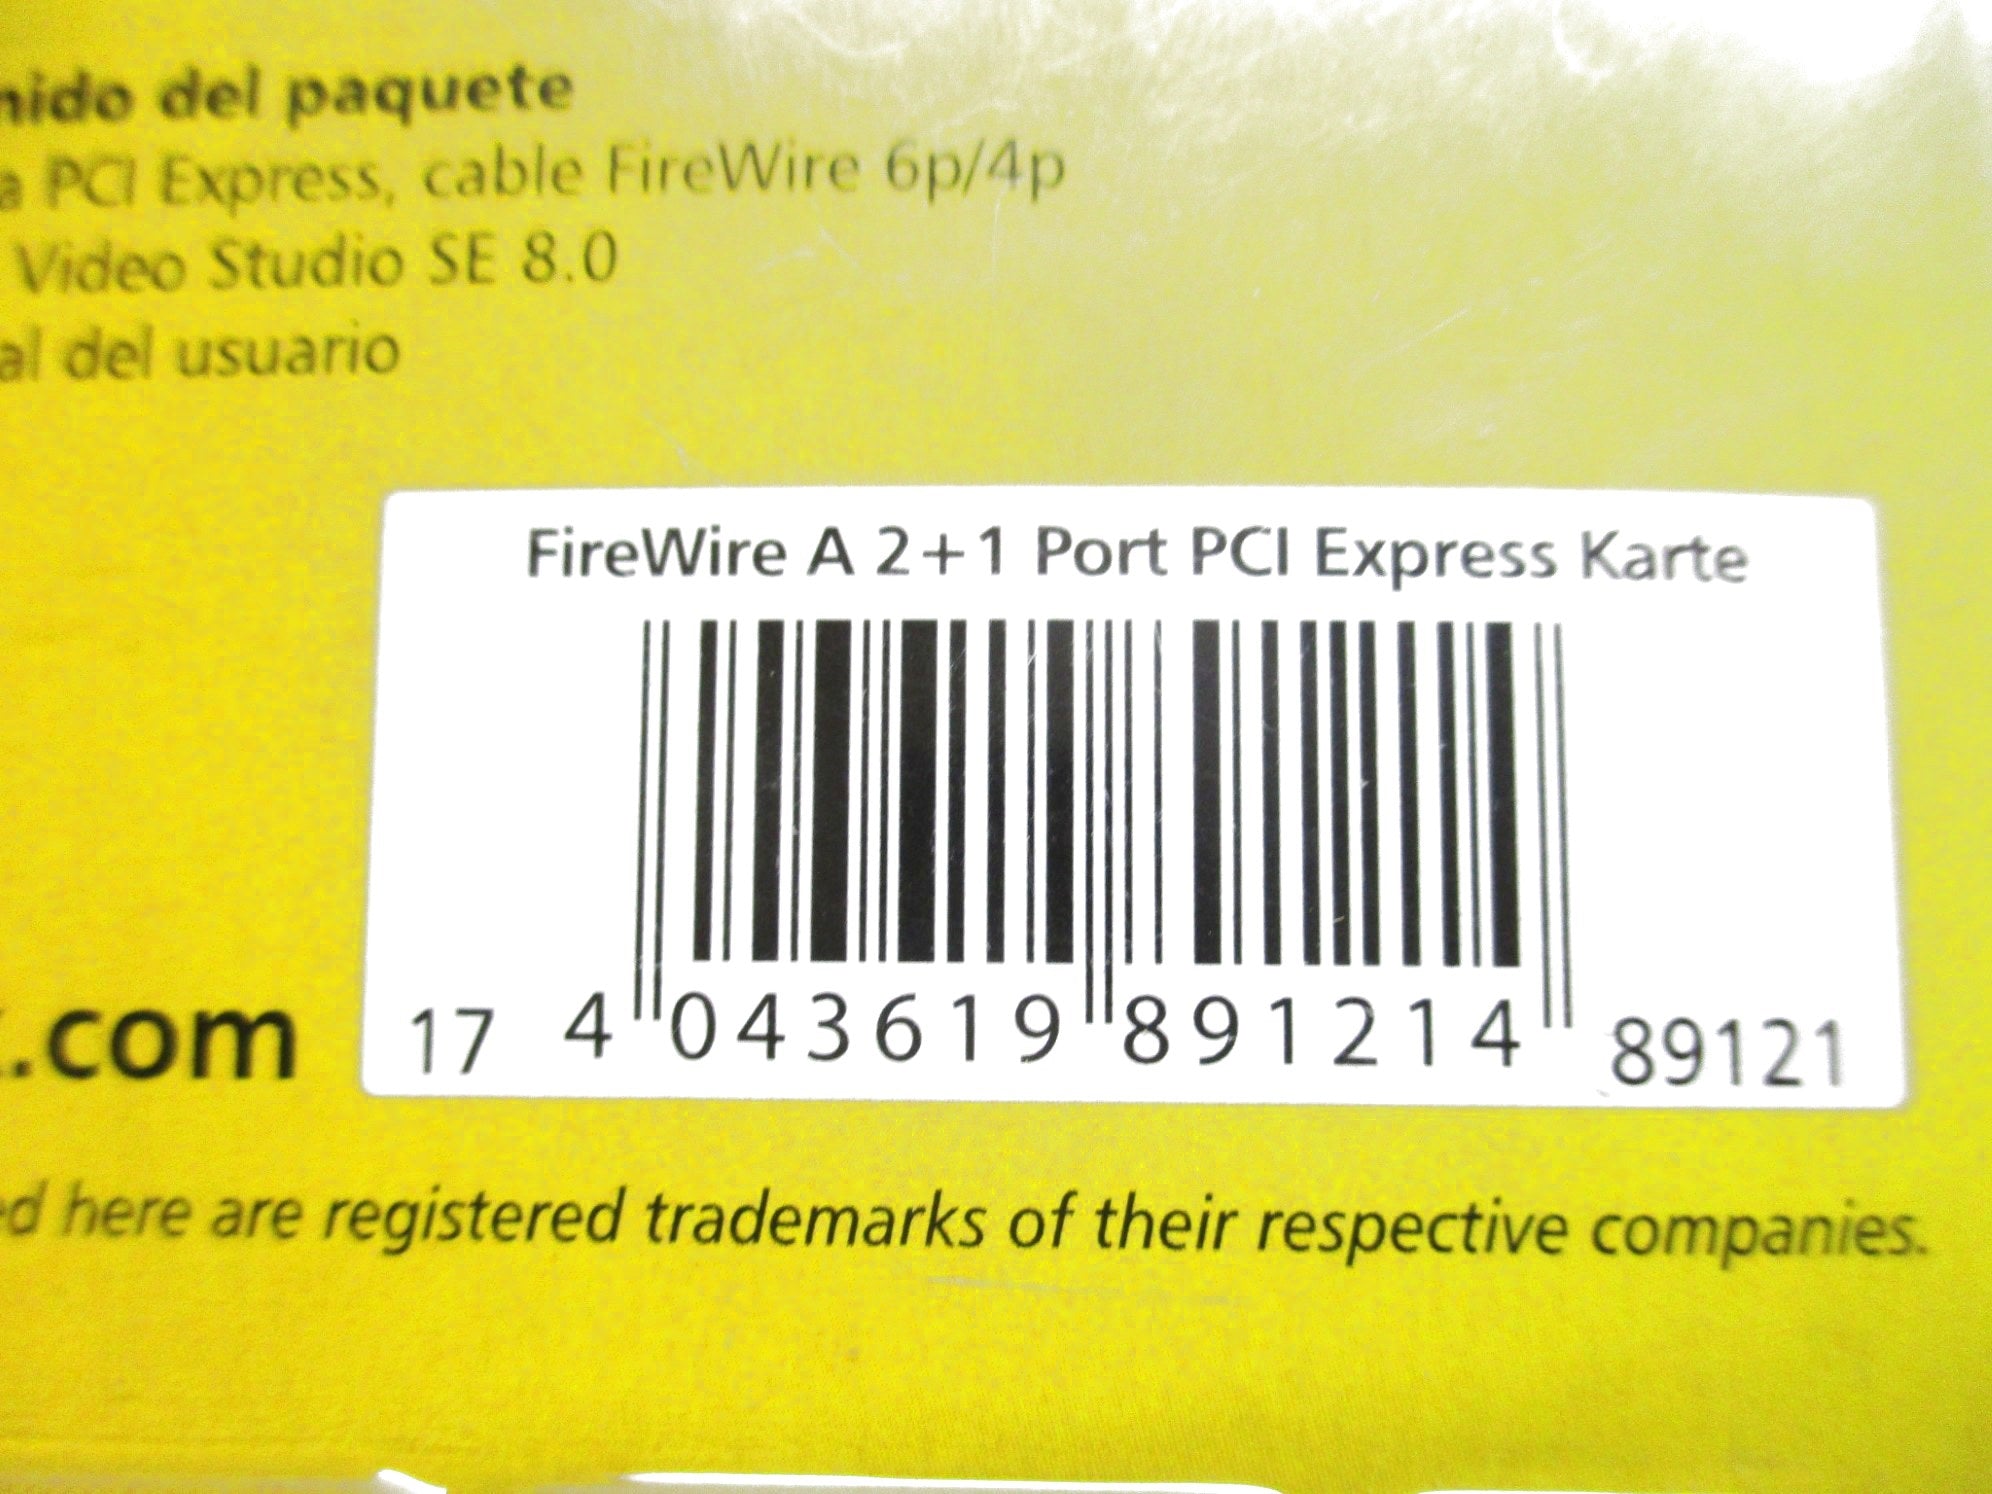 nido del paquete
a PCI Express, cable FireWire 6p/4p
Video Studio SE 8.0
al del usuario
FireWire A 2+1 Port PCI Express Karte
17 4 043619 891214 89121
.com
ed here are registered trademarks of their respective companies.